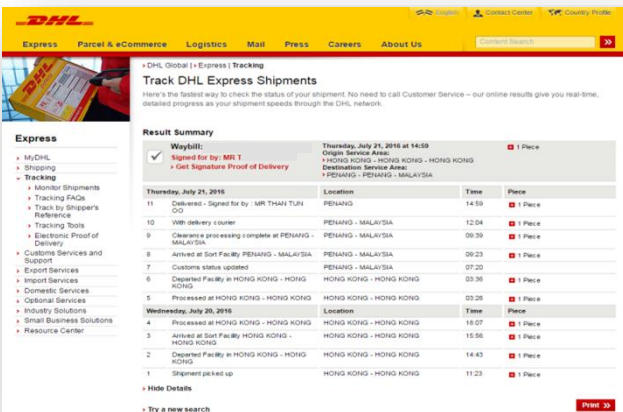 DHL
English Contact Center Country Profile
Express Parcel & eCommerce Logistics Mail Press Careers About Us Content Search
DHL Global | Express | Tracking
Track DHL Express Shipments
Here's the fastest way to check the status of your shipment. No need to call Customer Service – our online results give you real-time,
detailed progress as your shipment speeds through the DHL network.
Express
MyDHL
Shipping
Tracking
Monitor Shipments
Tracking FAQs
Track by Shipper's
Reference
Tracking Tools
Electronic Proof of
Delivery
Customs Services and
Support
Export Services
Import Services
Domestic Services
Optional Services
Industry Solutions
Small Business Solutions
Resource Center
Result Summary
Waybill:
Signed for by: MR T
Get Signature Proof of Delivery
Thursday, July 21, 2016 at 14:59
Origin Service Area:
HONG KONG - HONG KONG - HONG KONG
Destination Service Area:
PENANG - PENANG - MALAYSIA
1 Piece
Thursday, July 21, 2016 Location Time Piece
11 Delivered - Signed for by : MR THAN TUN PENANG 14:59 1 Piece
OO
10 With delivery courier PENANG - MALAYSIA 12:04 1 Piece
9 Clearance processing complete at PENANG - PENANG - MALAYSIA 09:39 1 Piece
MALAYSIA
8 Arrived at Sort Facility PENANG - MALAYSIA PENANG - MALAYSIA 09:23 1 Piece
7 Customs status updated PENANG - MALAYSIA 07:20
6 Departed Facility in HONG KONG - HONG HONG KONG - HONG KONG 03:36 1 Piece
KONG
5 Processed at HONG KONG - HONG KONG HONG KONG - HONG KONG 03:28 1 Piece
Wednesday, July 20, 2016 Location Time Piece
4 Processed at HONG KONG - HONG KONG HONG KONG - HONG KONG 18:07 1 Piece
3 Arrived at Sort Facility HONG KONG - HONG KONG - HONG KONG 15:56 1 Piece
HONG KONG
2 Departed Facility in HONG KONG - HONG HONG KONG - HONG KONG 14:43 1 Piece
KONG
1 Shipment picked up HONG KONG - HONG KONG 11:23 1 Piece
Hide Details
Try a new search
Print